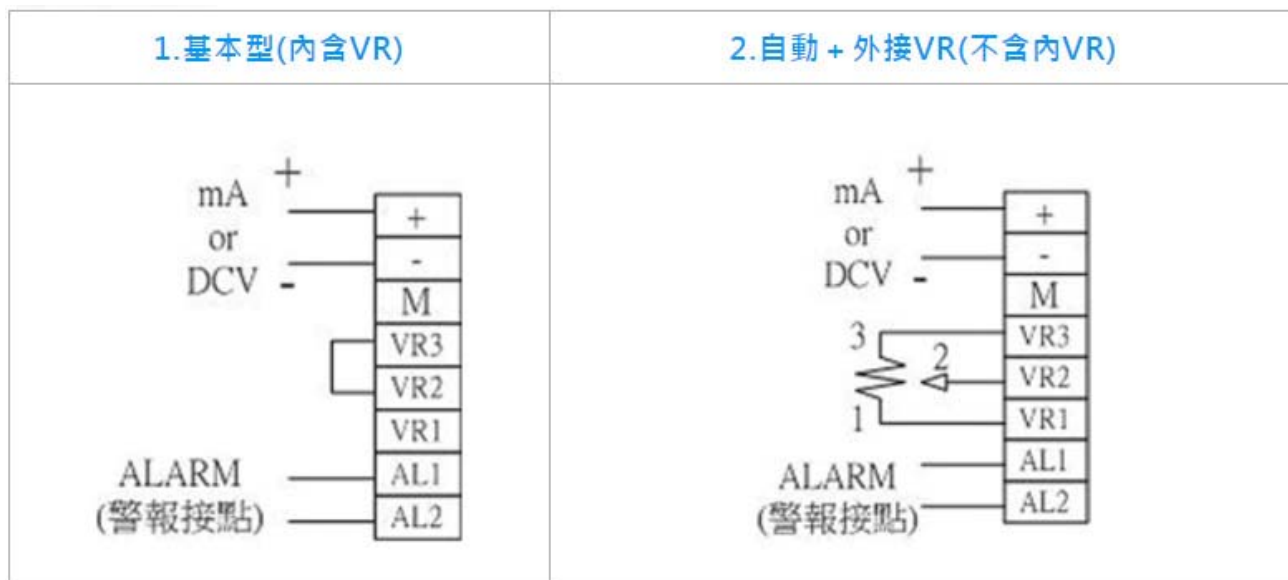 1.基本型(內含VR)
2.自動 + 外接VR(不含內VR)
mA +
or
DCV -
+
-
M
VR3
VR2
VR1
AL1
AL2
ALARM
(警報接點)
mA +
or
DCV -
3
2
1
+
-
M
VR3
VR2
VR1
AL1
AL2
ALARM
(警報接點)